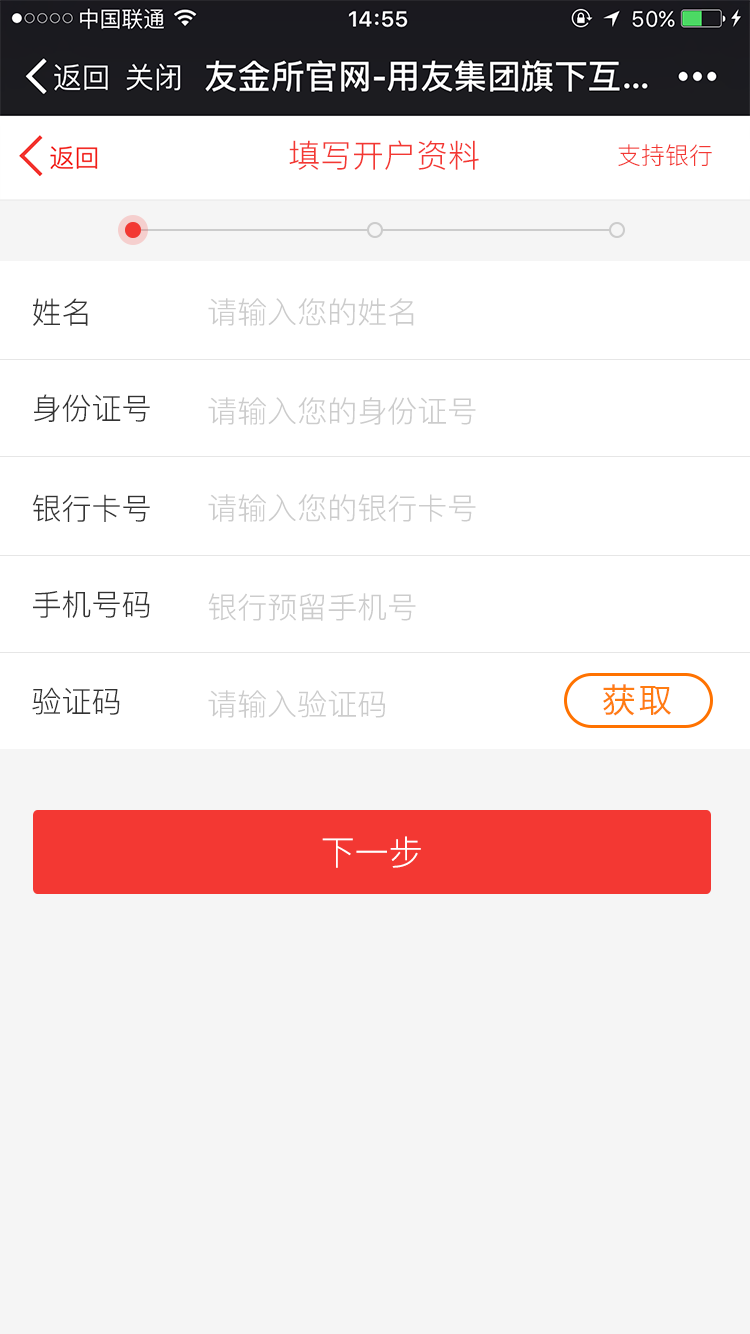 中国联通 14:55 50%
返回 关闭 友金所官网-用友集团旗下互...
返回 填写开户资料 支持银行
姓名 请输入您的姓名
身份证号 请输入您的身份证号
银行卡号 请输入您的银行卡号
手机号码 银行预留手机号
验证码 请输入验证码 获取
下一步